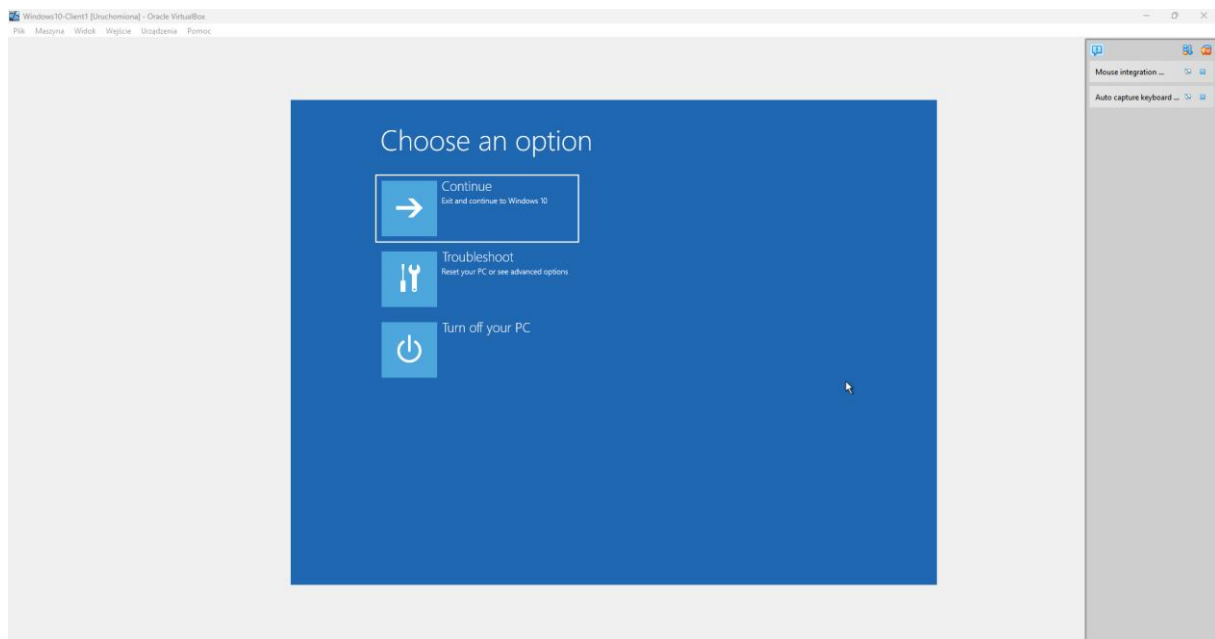 Windows10-Client1 [Uruchomiona] - Oracle VirtualBox
Plik Maszyna Widok Wejście Urządzenia Pomoc
Mouse integration ...
Auto capture keyboard ...
Choose an option
Continue
Exit and continue to Windows 10
Troubleshoot
Reset your PC or see advanced options
Turn off your PC